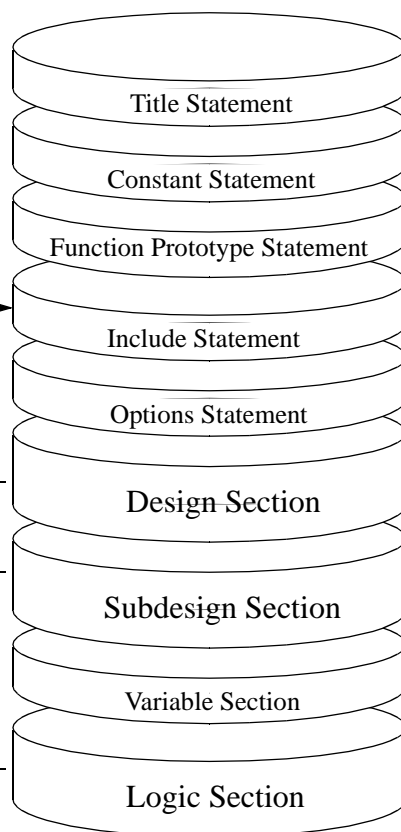 Title Statement
Constant Statement
Function Prototype Statement
Include Statement
Options Statement
Design Section
Subdesign Section
Variable Section
Logic Section